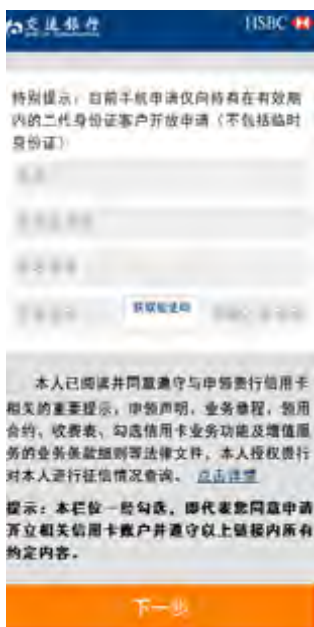 交通银行 HSBC
特别提示：目前手机申请仅向持有在有效期
内的二代身份证客户开放申请（不包括临时
身份证）
获取验证码
本人已阅读并同意遵守与申领贵行信用卡
相关的重要提示，申领声明，业务章程，领用
合约、收费表、勾选信用卡业务功能及增值服
务的业务条款细则等法律文件，本人授权贵行
对本人进行征信情况查询。 点击详情
提示：本栏位一经勾选，即代表您同意申请
开立相关信用卡账户并遵守以上链接内所有
约定内容。
下一步